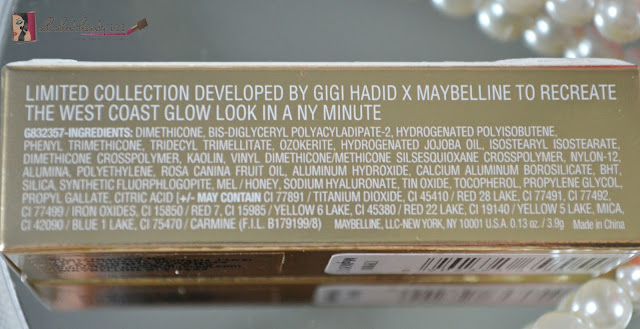 LIMITED COLLECTION DEVELOPED BY GIGI HADID X MAYBELLINE TO RECREATE
THE WEST COAST GLOW LOOK IN A NY MINUTE
G832357-INGREDIENTS: DIMETHICONE, BIS-DIGLYCERYL POLYACYLADIPATE-2, HYDROGENATED POLYISOBUTENE,
PHENYL TRIMETHICONE, TRIDECYL TRIMELLITATE, OZOKERITE, HYDROGENATED JOJOBA OIL, ISOSTEARYL ISOSTEARATE,
DIMETHICONE CROSSPOLYMER, KAOLIN, VINYL DIMETHICONE/METHICONE SILSESQUIOXANE CROSSPOLYMER, NYLON-12,
ALUMINA, POLYETHYLENE, ROSA CANINA FRUIT OIL, ALUMINUM HYDROXIDE, CALCIUM ALUMINUM BOROSILICATE, BHT,
SILICA, SYNTHETIC FLUORPHLOGOPITE, MEL / HONEY, SODIUM HYALURONATE, TIN OXIDE, TOCOPHEROL, PROPYLENE GLYCOL,
PROPYL GALLATE, CITRIC ACID [+/- MAY CONTAIN CI 77891 / TITANIUM DIOXIDE, CI 45410 / RED 28 LAKE, CI 77491, CI 77492,
CI 77499 / IRON OXIDES, CI 15850 / RED 7, CI 15985 / YELLOW 6 LAKE, CI 45380 / RED 22 LAKE, CI 19140 / YELLOW 5 LAKE, MICA,
CI 42090 / BLUE 1 LAKE, CI 75470 / CARMINE (F.I.L. B179199/8) MAYBELLINE, LLC-NEW YORK, NY 10001 U.S.A. 0.13 oz. / 3.9g Made in China